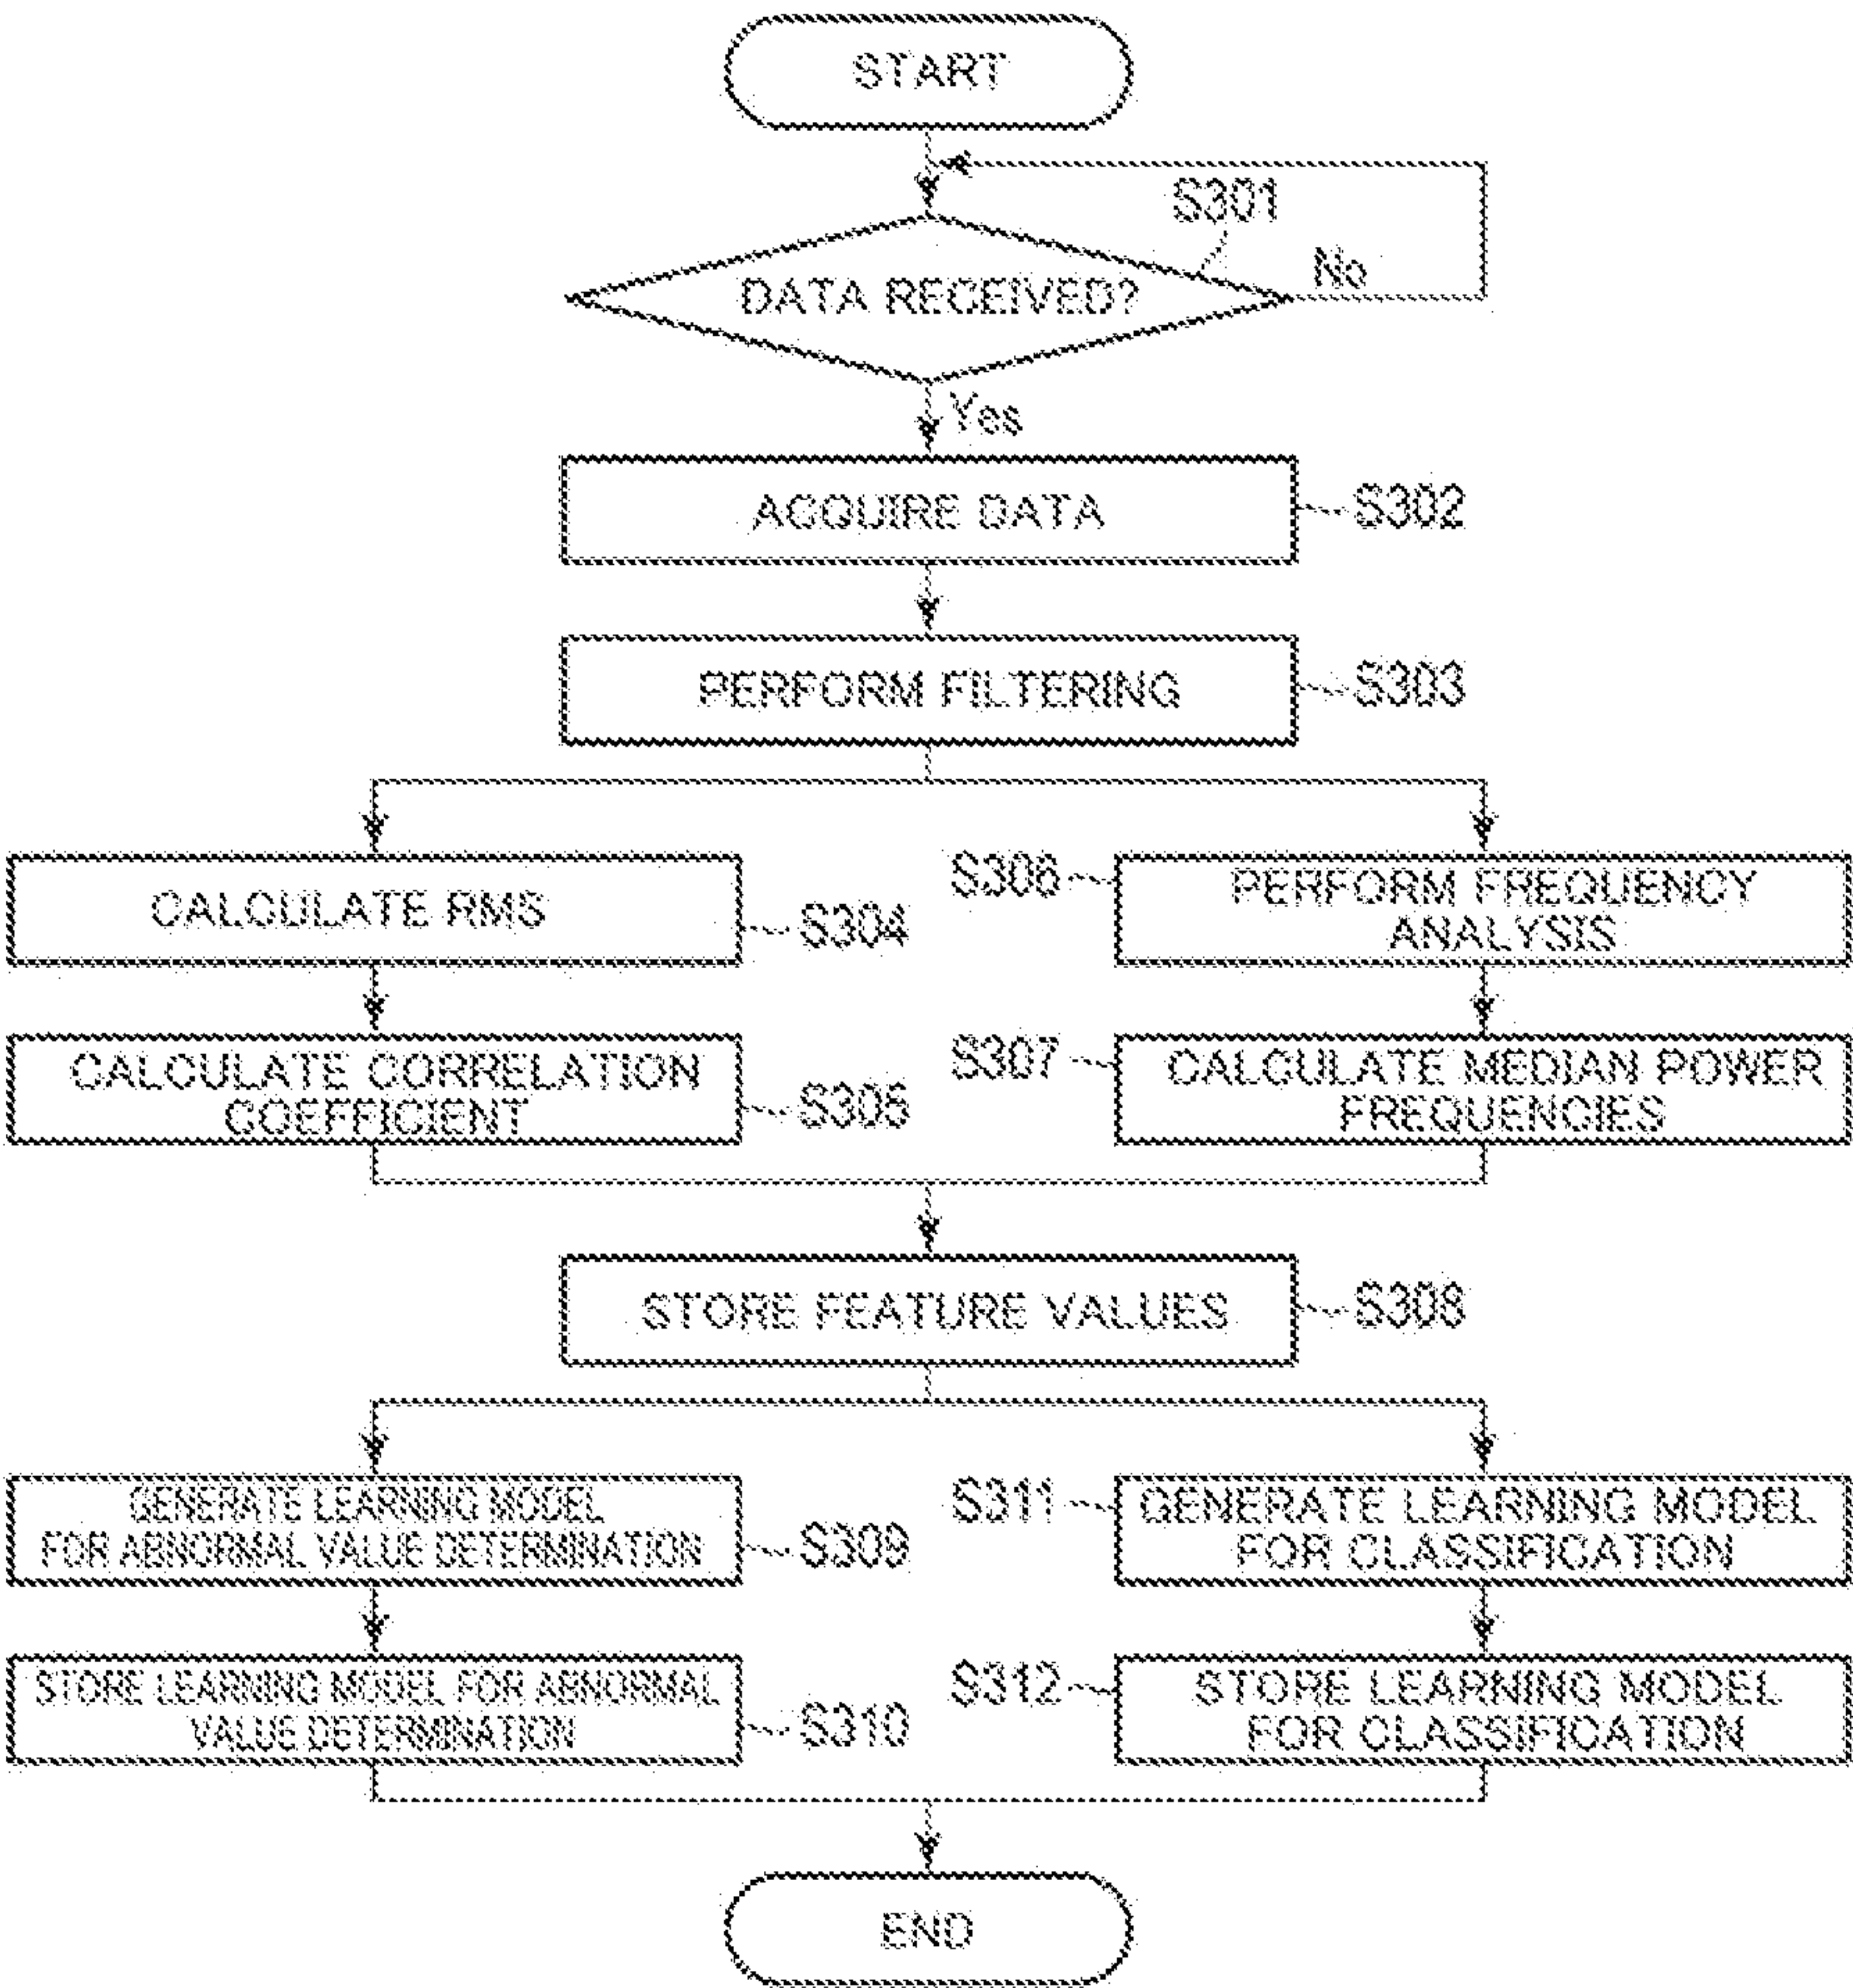 START
S301
No
DATA RECEIVED?
Yes
ACQUIRE DATA
S302
PERFORM FILTERING
S303
CALCULATE RMS
S304
S306
PERFORM FREQUENCY
ANALYSIS
CALCULATE CORRELATION
COEFFICIENT
S305
S307
CALCULATE MEDIAN POWER
FREQUENCIES
STORE FEATURE VALUES
S308
GENERATE LEARNING MODEL
FOR ABNORMAL VALUE DETERMINATION
S309
S311
GENERATE LEARNING MODEL
FOR CLASSIFICATION
STORE LEARNING MODEL FOR ABNORMAL
VALUE DETERMINATION
S310
S312
STORE LEARNING MODEL
FOR CLASSIFICATION
END